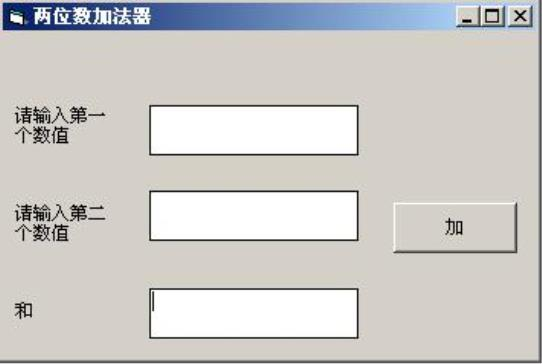 两位数加法器
请输入第一
个数值
请输入第二
个数值
加
和